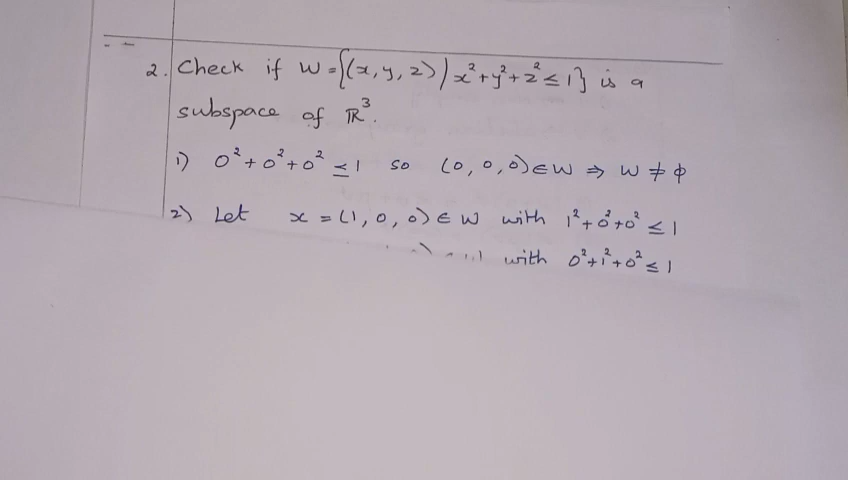 2. Check if W = {(x, y, z) / x² + y² + z² ≤ 1} is a
subspace of ℝ³.
1) 0² + 0² + 0² ≤ 1 so (0, 0, 0) ∈ W ⇒ W ≠ ϕ
2) Let x = (1, 0, 0) ∈ W with 1² + 0² + 0² ≤ 1
with 0² + 1² + 0² ≤ 1